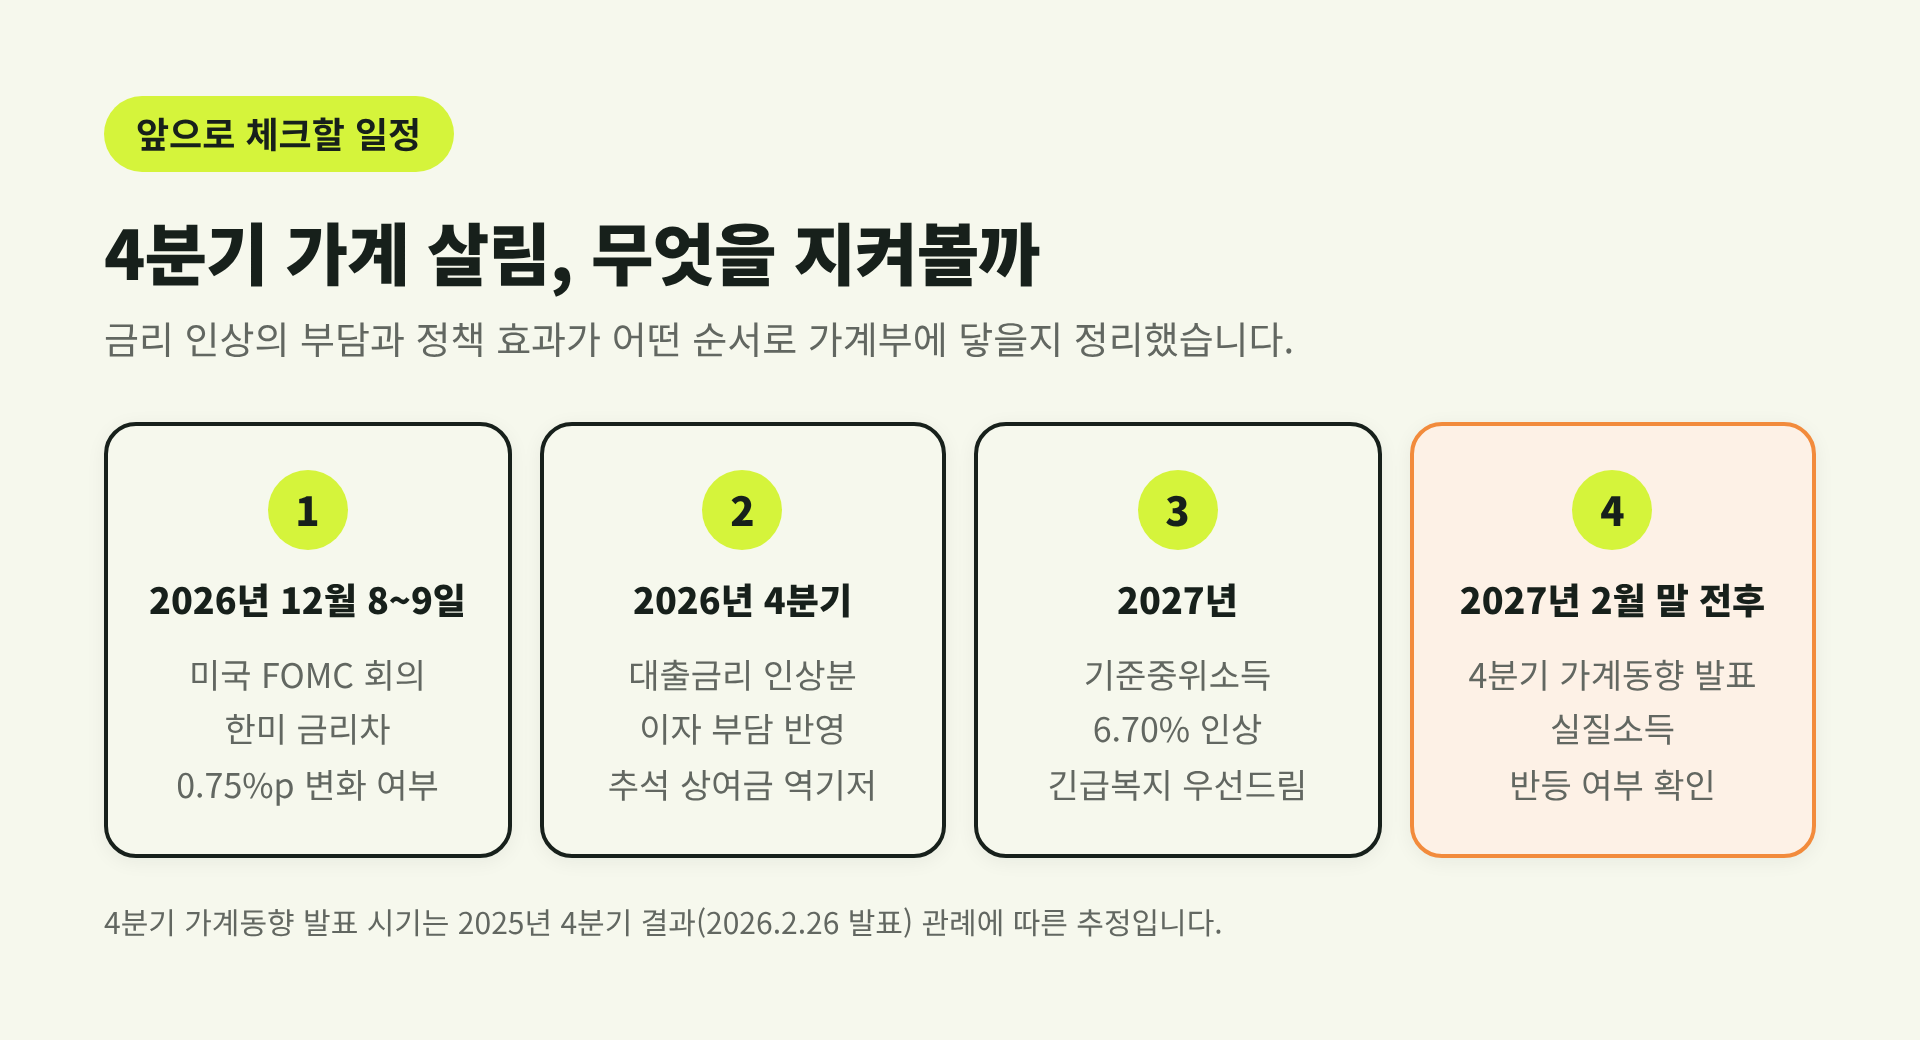 앞으로 체크할 일정
4분기 가계 살림, 무엇을 지켜볼까
금리 인상의 부담과 정책 효과가 어떤 순서로 가계부에 닿을지 정리했습니다.
1
2026년 12월 8~9일
미국 FOMC 회의
한미 금리차
0.75%p 변화 여부
2
2026년 4분기
대출금리 인상분
이자 부담 반영
추석 상여금 역기저
3
2027년
기준중위소득
6.70% 인상
긴급복지 우선드림
4
2027년 2월 말 전후
4분기 가계동향 발표
실질소득
반등 여부 확인
4분기 가계동향 발표 시기는 2025년 4분기 결과(2026.2.26 발표) 관례에 따른 추정입니다.